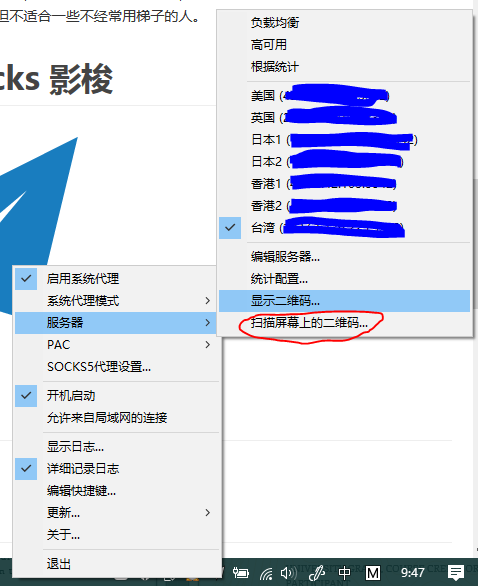 但不适合一些不经常用梯子的人。
cks 影梭
负载均衡
高可用
根据统计
美国 (
英国 (
日本1 (
日本2 (
香港1 (
香港2 (
台湾 (
编辑服务器...
统计配置...
显示二维码...
扫描屏幕上的二维码...
启用系统代理
系统代理模式
服务器
PAC
SOCKS5代理设置...
开机启动
允许来自局域网的连接
显示日志...
详细记录日志
编辑快捷键...
更新...
关于...
退出
中
M
9:47